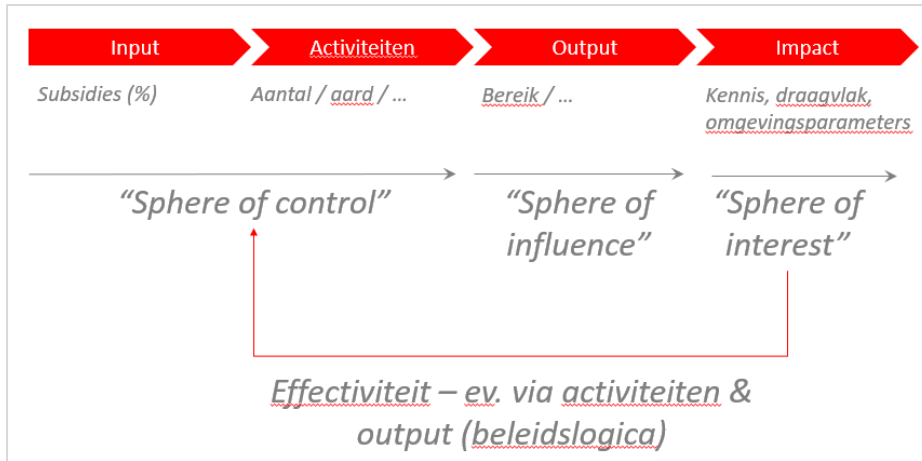 Input
Activiteiten
Output
Impact
Subsidies (%)
Aantal / aard / ...
Bereik / ...
Kennis, draagvlak,
omgevingsparameters
“Sphere of control”
“Sphere of
influence”
“Sphere of
interest”
Effectiviteit – ev. via activiteiten &
output (beleidslogica)